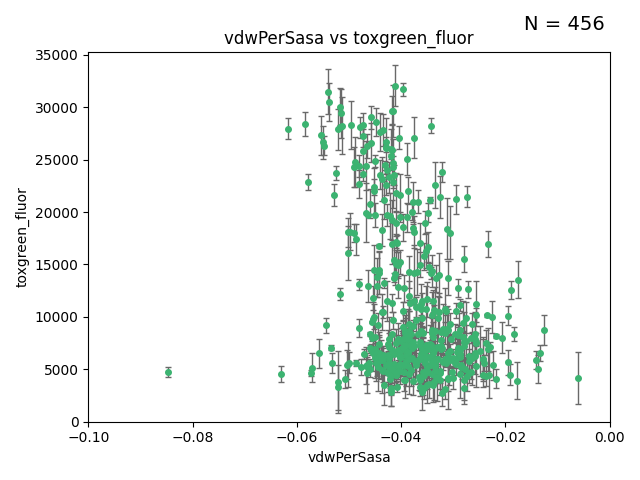 N = 456
vdwPerSasa vs toxgreen_fluor
toxgreen_fluor
35000
30000
25000
20000
15000
10000
5000
0
−0.10 −0.08 −0.06 −0.04 −0.02 0.00
vdwPerSasa